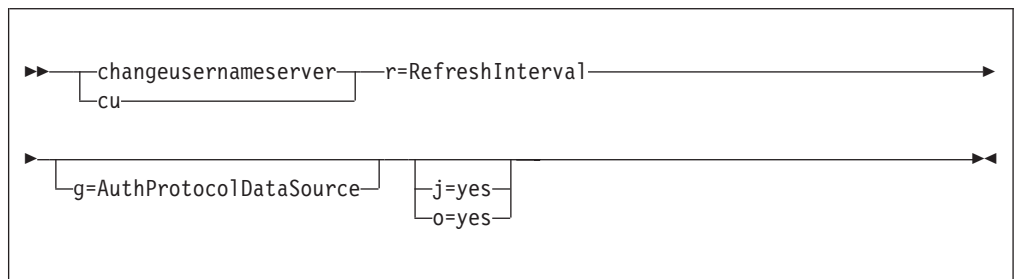 changeusernameserver r=RefreshInterval
cu
g=AuthProtocolDataSource j=yes
o=yes